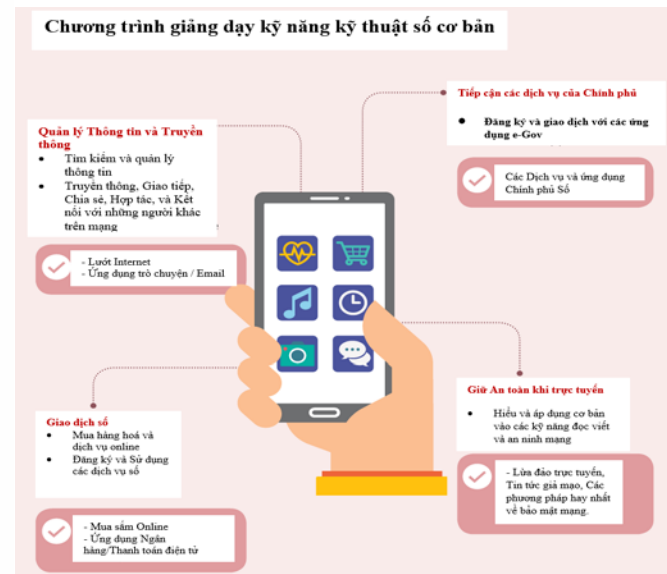 Chương trình giảng dạy kỹ năng kỹ thuật số cơ bản
Quản lý Thông tin và Truyền
thông
• Tìm kiếm và quản lý
thông tin
• Truyền thông, Giao tiếp,
Chia sẻ, Hợp tác, và Kết
nối với những người khác
trên mạng
- Lướt Internet
- Ứng dụng trò chuyện / Email
Tiếp cận các dịch vụ của Chính phủ
• Đăng ký và giao dịch với các ứng
dụng e-Gov
Các Dịch vụ và ứng dụng
Chính phủ Số
Giao dịch số
• Mua hàng hoá và
dịch vụ online
• Đăng ký và Sử dụng
các dịch vụ số
- Mua sắm Online
- Ứng dụng Ngân
hàng/Thanh toán điện tử
Giữ An toàn khi trực tuyến
• Hiểu và áp dụng cơ bản
vào các kỹ năng đọc viết
và an ninh mạng
- Lừa đảo trực tuyến,
Tin tức giả mạo, Các
phương pháp hay nhất
về bảo mật mạng.